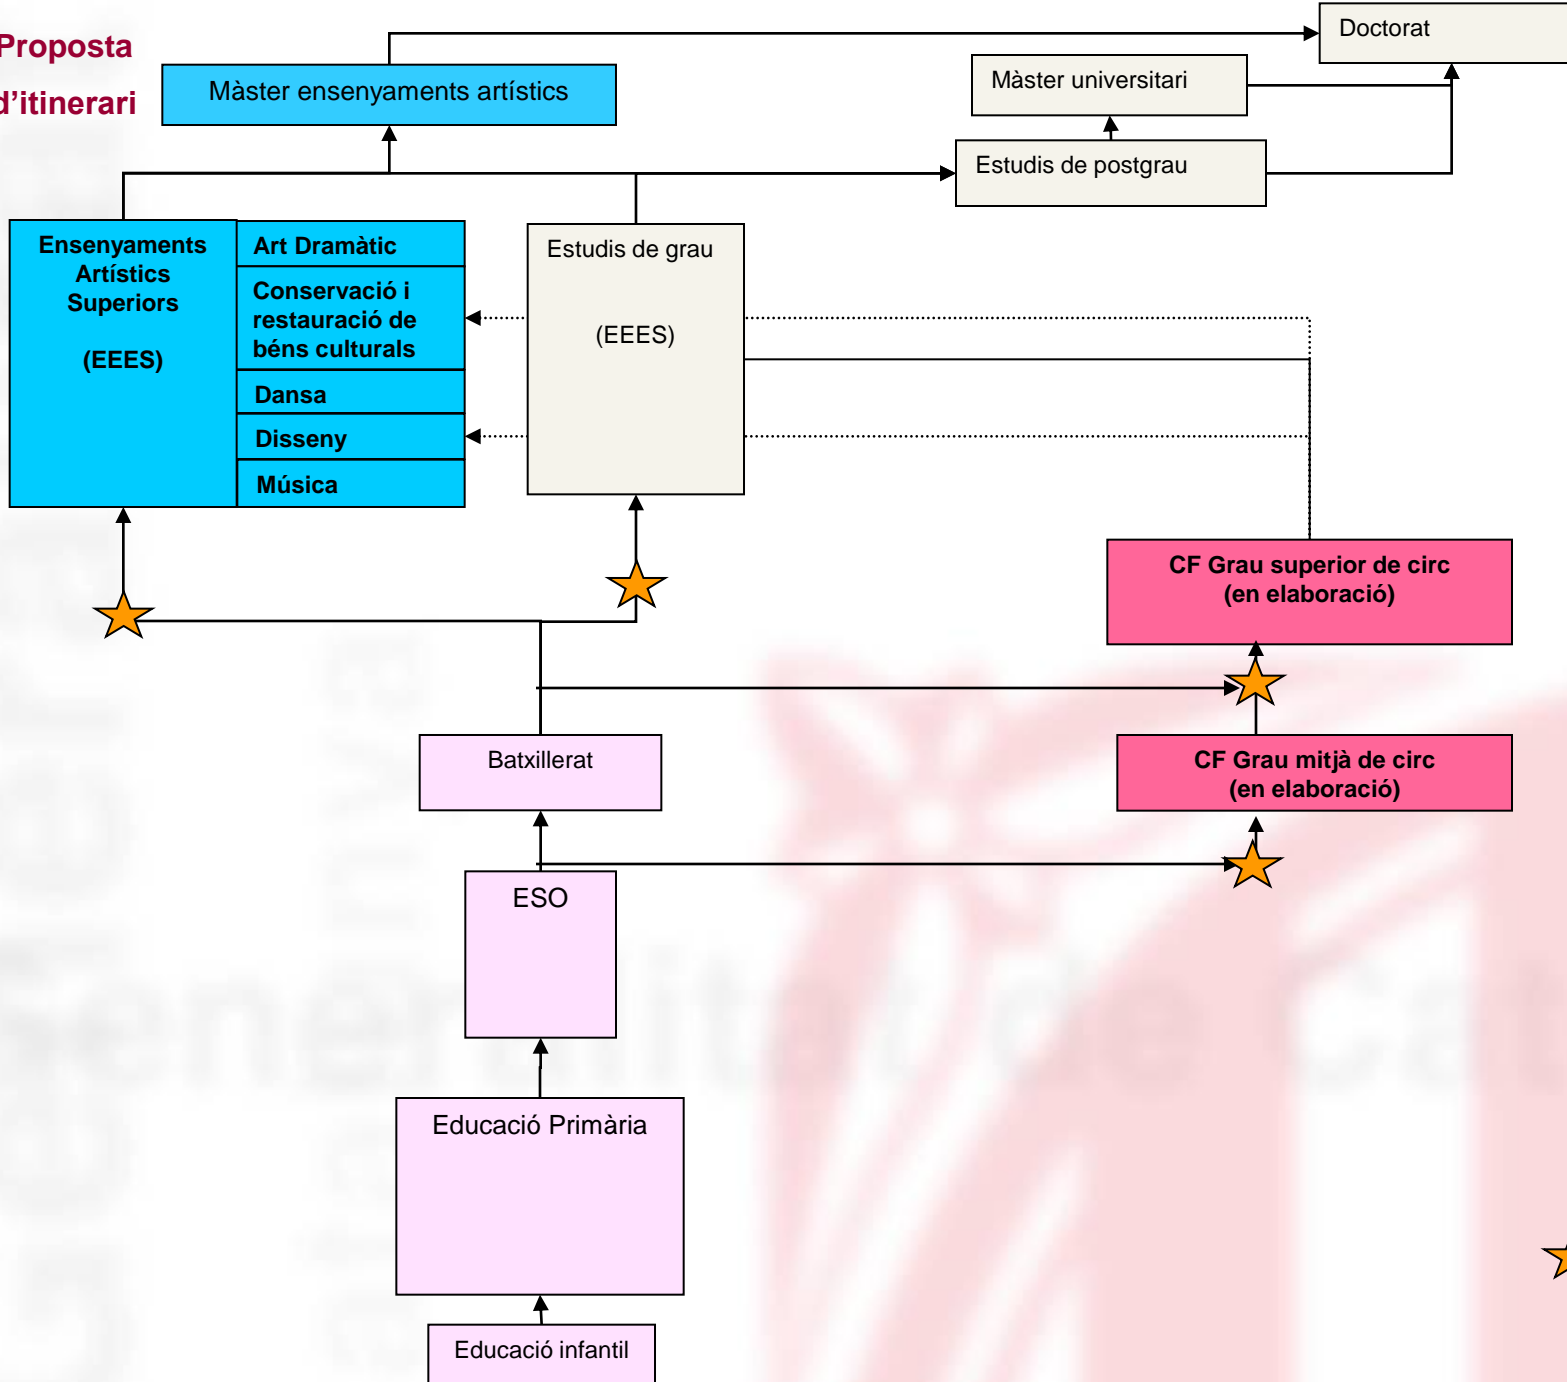 Proposta
d'itinerari
Doctorat
Màster ensenyaments artístics
Màster universitari
Estudis de postgrau
Ensenyaments
Artístics
Superiors
(EEES)
Art Dramàtic
Conservació i
restauració de
béns culturals
Dansa
Disseny
Música
Estudis de grau
(EEES)
CF Grau superior de circ
(en elaboració)
Batxillerat
CF Grau mitjà de circ
(en elaboració)
ESO
Educació Primària
Educació infantil